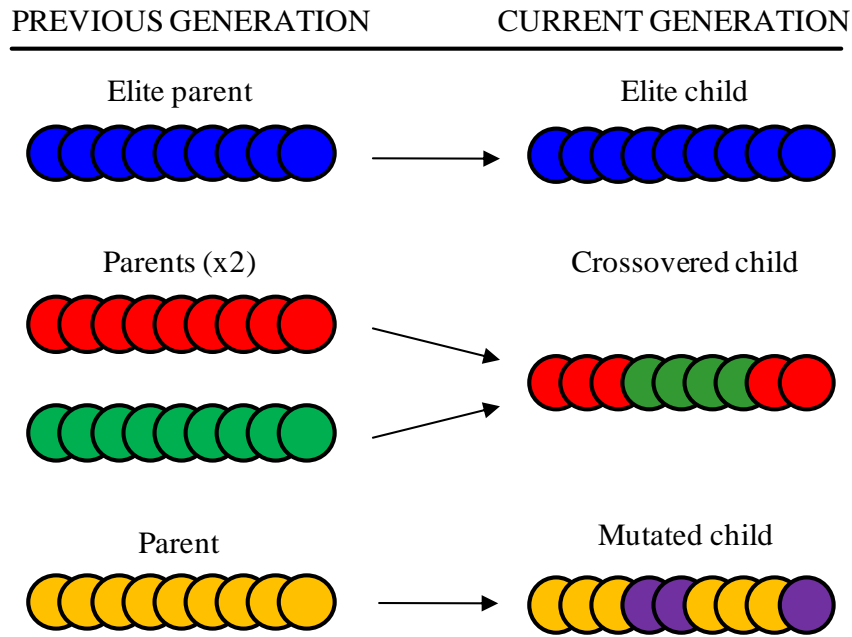 PREVIOUS GENERATION
CURRENT GENERATION
Elite parent
Elite child
Parents (x2)
Crossovered child
Parent
Mutated child